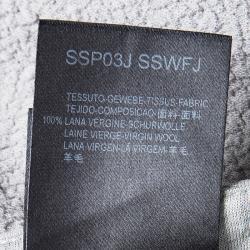 SSP03J SSWFJ
TESSUTO-GEWEBE-TISSUS-FABRIC
TEJIDO-COMPOSIÇAO-面料-面料
100% LANA VERGINE-SCHURWOLLE
LAINE VIERGE-VIRGIN WOOL
LANA VIRGEN-LÃ VIRGEM-羊毛
羊毛